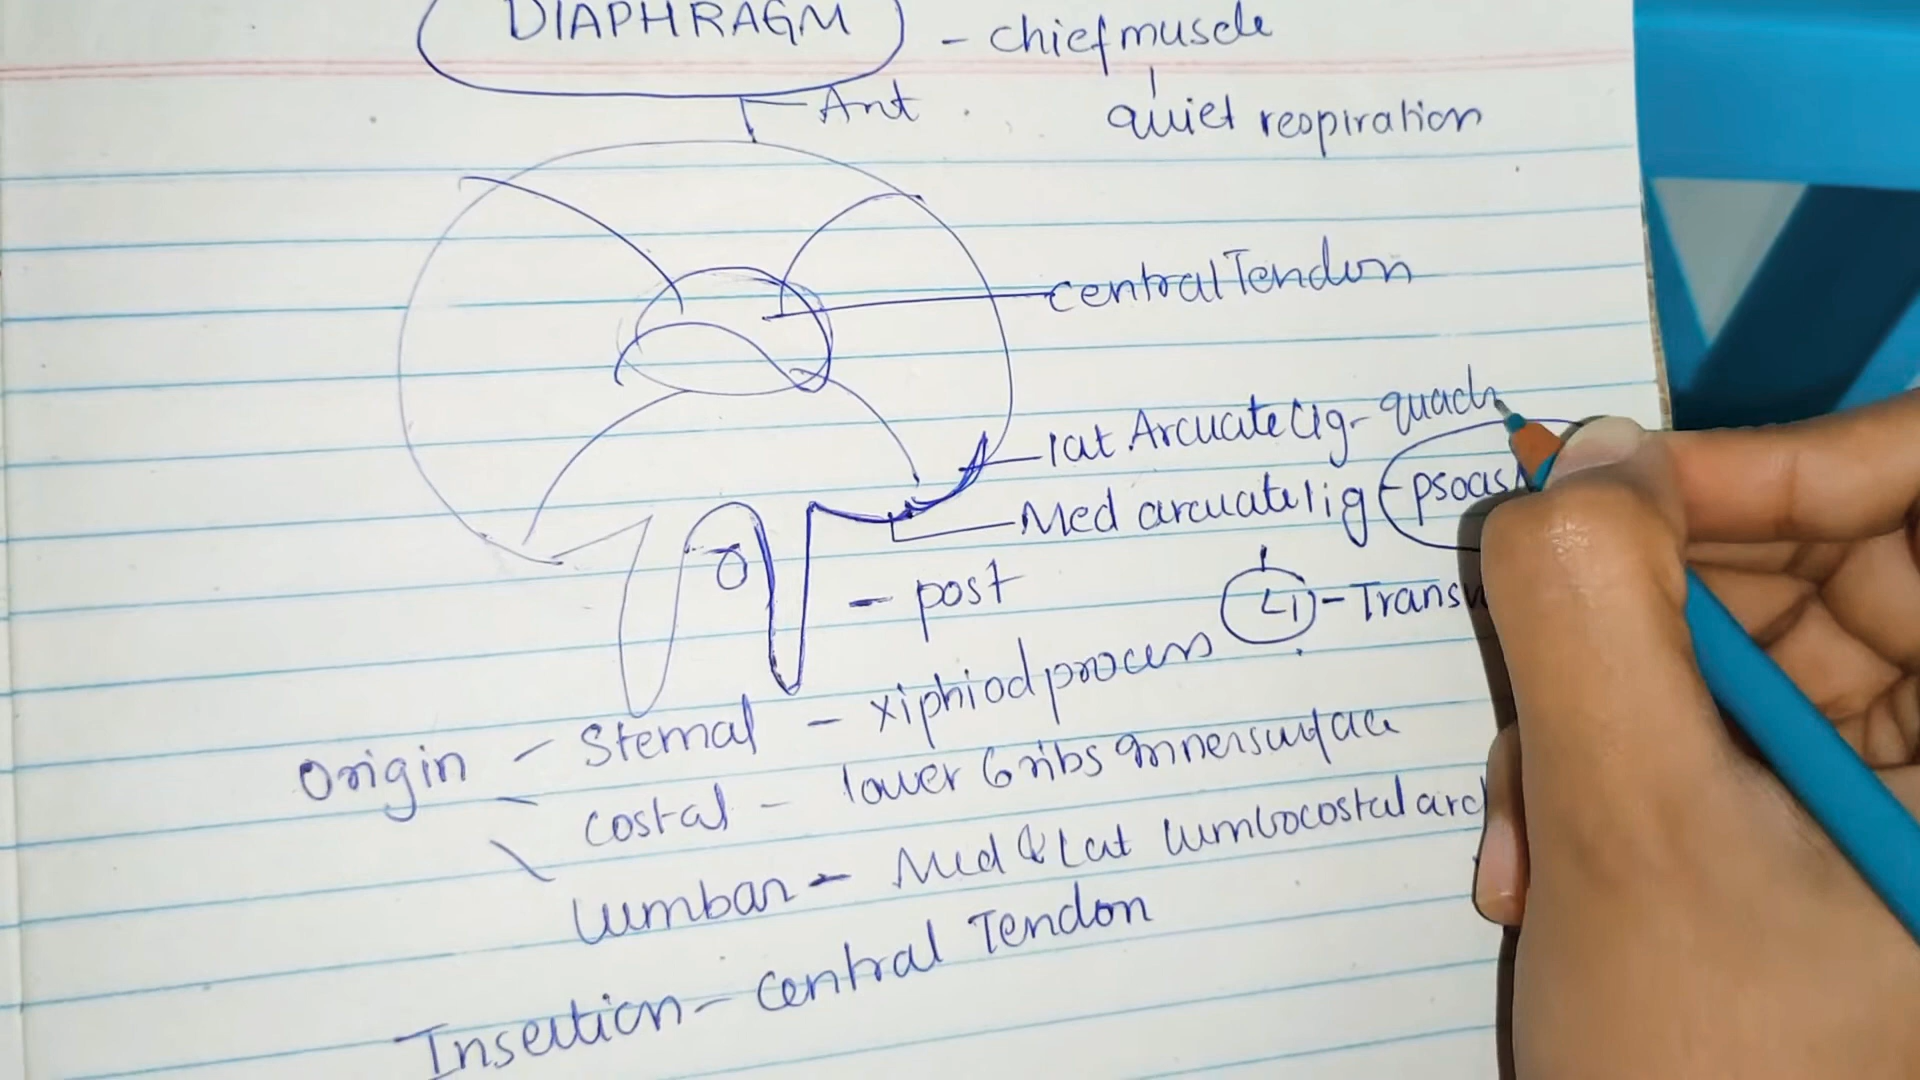 DIAPHRAGM - chief muscle
Ant
quiet respiration
central Tendon
lat. Arcuate lig - quadr
Med arcuate lig - psoas
- post
L1 - Transv
Origin - Sternal - xiphiod process
costal - lower 6 ribs innersurface
lumbar - Med & Lat lumbocostal arch
Insertion - central Tendon